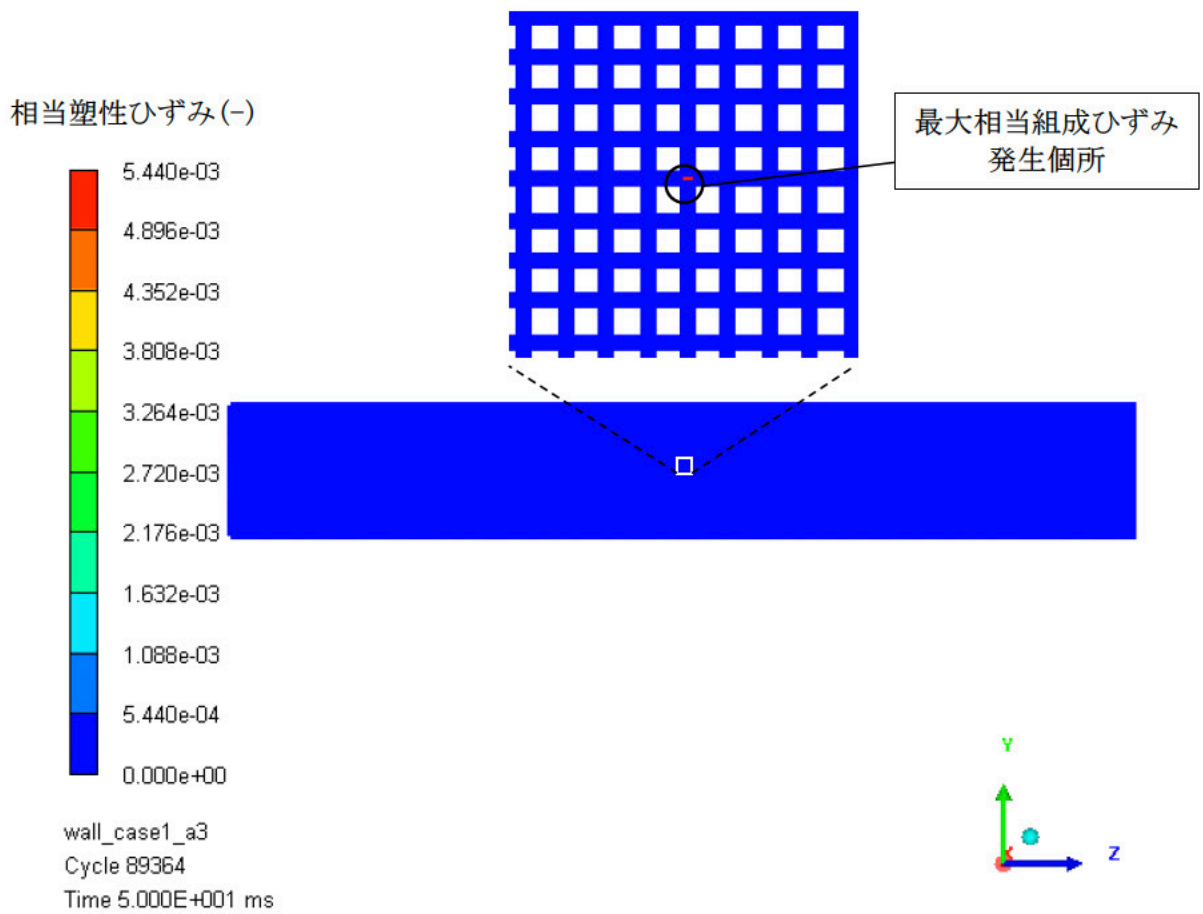 相当塑性ひずみ(-)
5.440e-03
4.896e-03
4.352e-03
3.808e-03
3.264e-03
2.720e-03
2.176e-03
1.632e-03
1.088e-03
5.440e-04
0.000e+00
最大相当組成ひずみ
発生個所
wall_case1_a3
Cycle 89364
Time 5.000E+001 ms
Y
X
Z